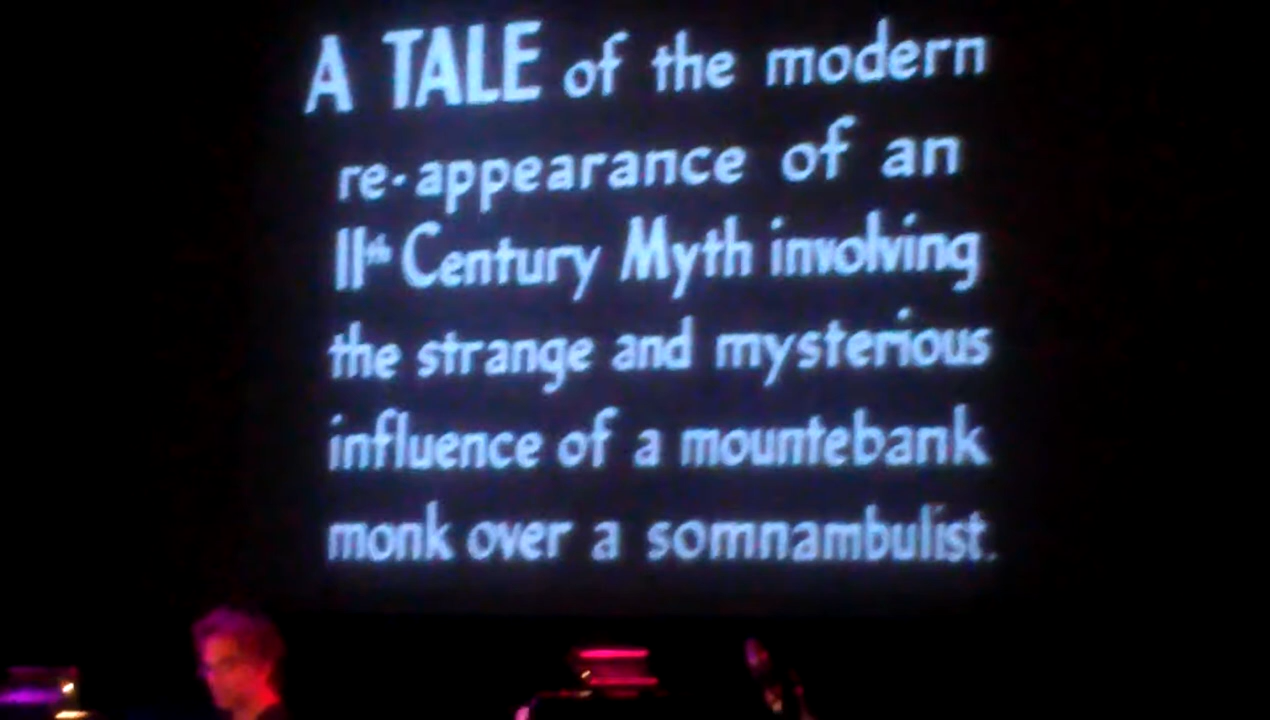 A TALE of the modern
re-appearance of an
11th Century Myth involving
the strange and mysterious
influence of a mountebank
monk over a somnambulist.